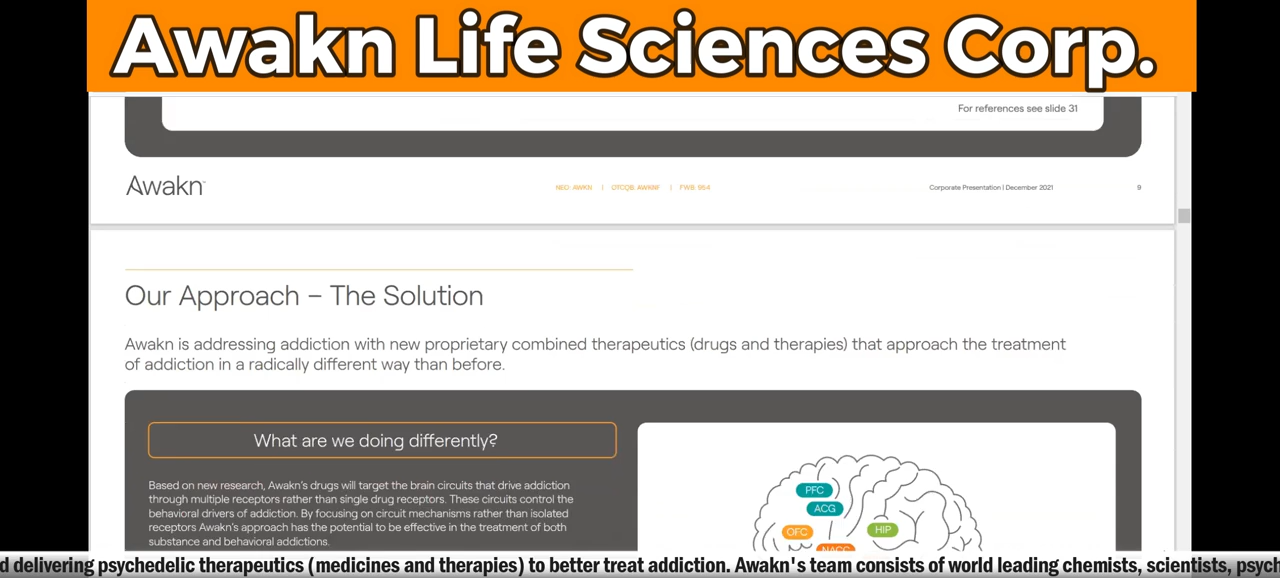 Awakn Life Sciences Corp.
For references see slide 31
Awakn™
NEO: AWKN | OTCQB: AWKNF | FWB: 954
Corporate Presentation | December 2021
9
Our Approach – The Solution
Awakn is addressing addiction with new proprietary combined therapeutics (drugs and therapies) that approach the treatment
of addiction in a radically different way than before.
What are we doing differently?
Based on new research, Awakn's drugs will target the brain circuits that drive addiction
through multiple receptors rather than single drug receptors. These circuits control the
behavioral drivers of addiction. By focusing on circuit mechanisms rather than isolated
receptors Awakn's approach has the potential to be effective in the treatment of both
substance and behavioral addictions.
PFC
ACG
OFC
HIP
NACC
d delivering psychedelic therapeutics (medicines and therapies) to better treat addiction. Awakn's team consists of world leading chemists, scientists, psych